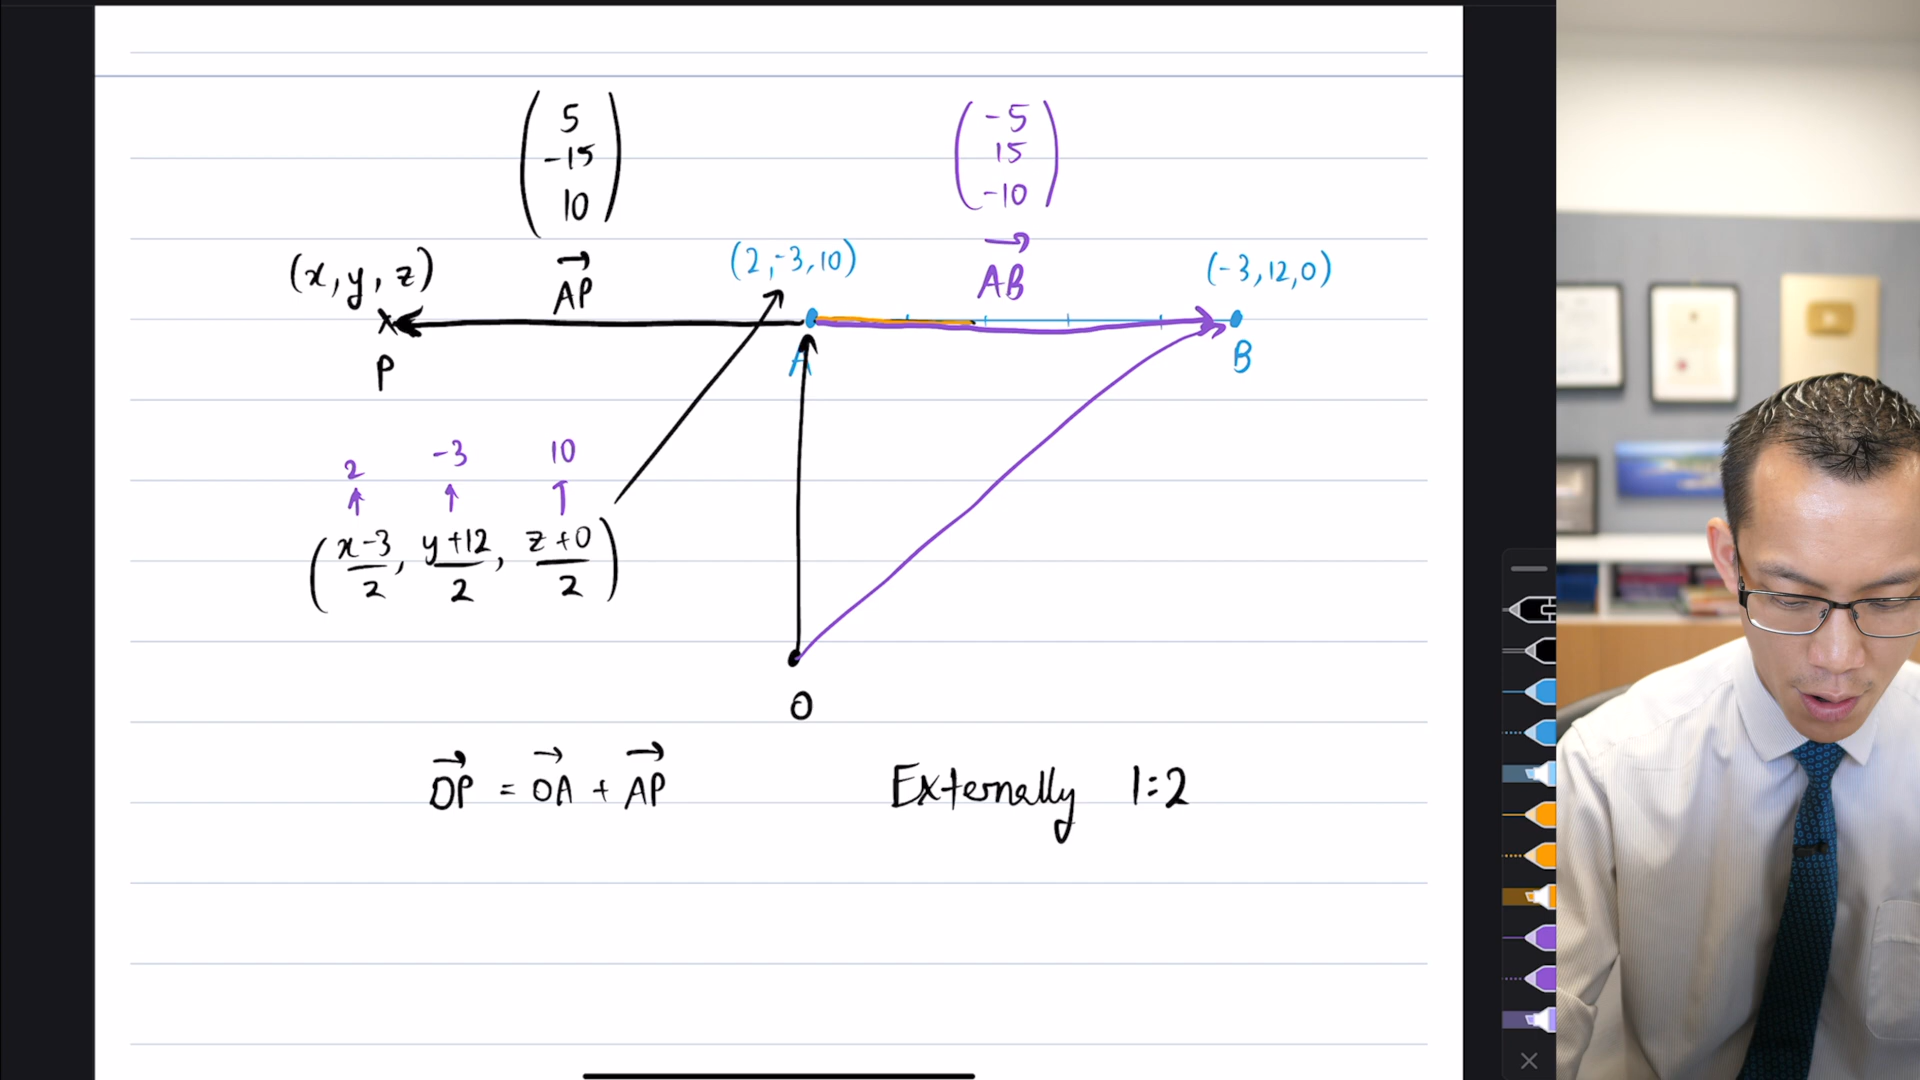 (5 -15 10)
(-5 15 -10)
(x, y, z)
AP
(2, -3, 10)
AB
(-3, 12, 0)
P
A
B
2 -3 10
(x-3/2, y+12/2, z+0/2)
O
OP = OA + AP
Externally 1:2